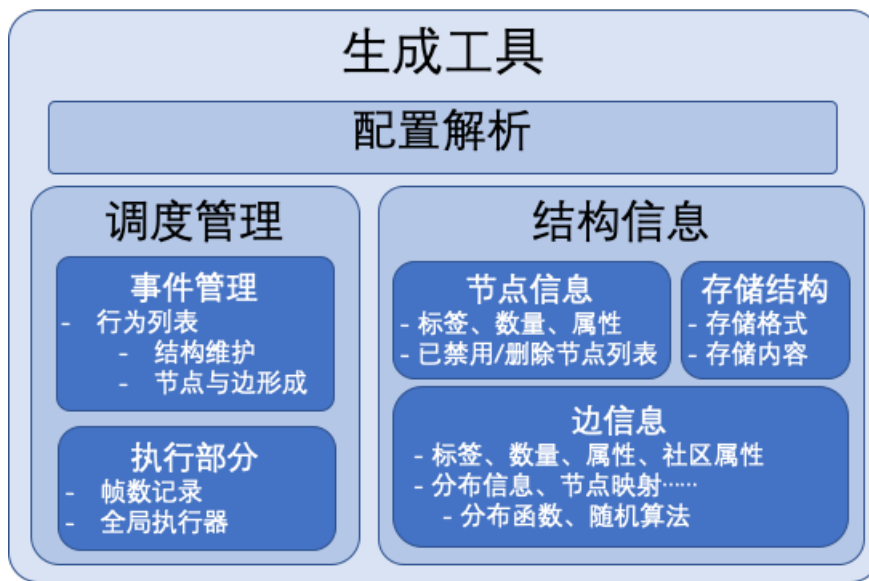 生成工具
配置解析
调度管理
事件管理
- 行为列表
- 结构维护
- 节点与边形成
执行部分
- 帧数记录
- 全局执行器
结构信息
节点信息
- 标签、数量、属性
- 已禁用/删除节点列表
存储结构
- 存储格式
- 存储内容
边信息
- 标签、数量、属性、社区属性
- 分布信息、节点映射……
- 分布函数、随机算法